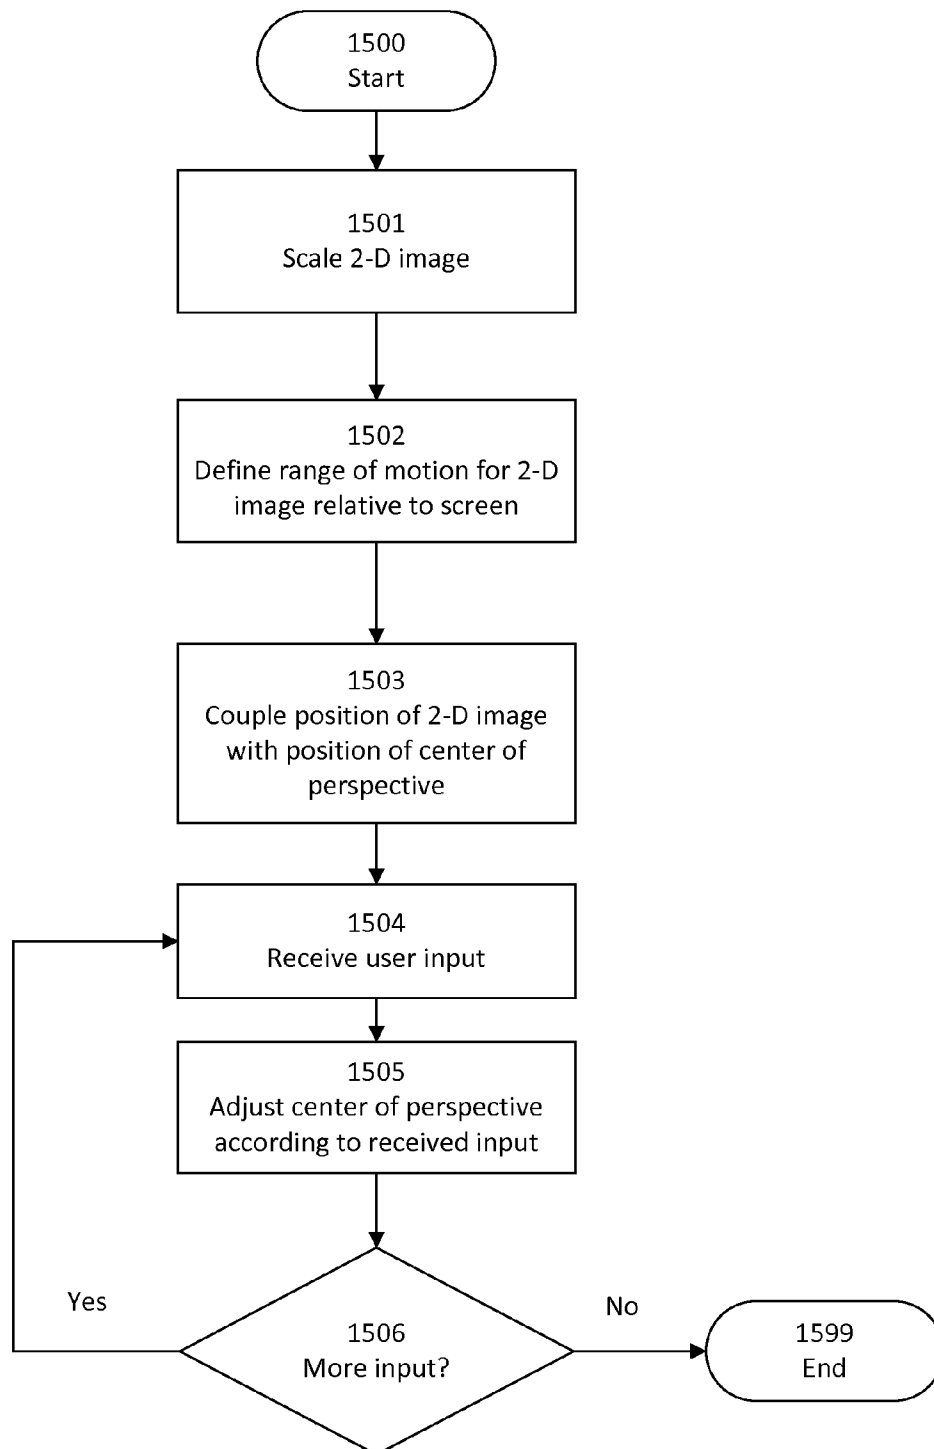 1500
Start
1501
Scale 2-D image
1502
Define range of motion for 2-D
image relative to screen
1503
Couple position of 2-D image
with position of center of
perspective
1504
Receive user input
1505
Adjust center of perspective
according to received input
Yes
1506
More input?
No
1599
End